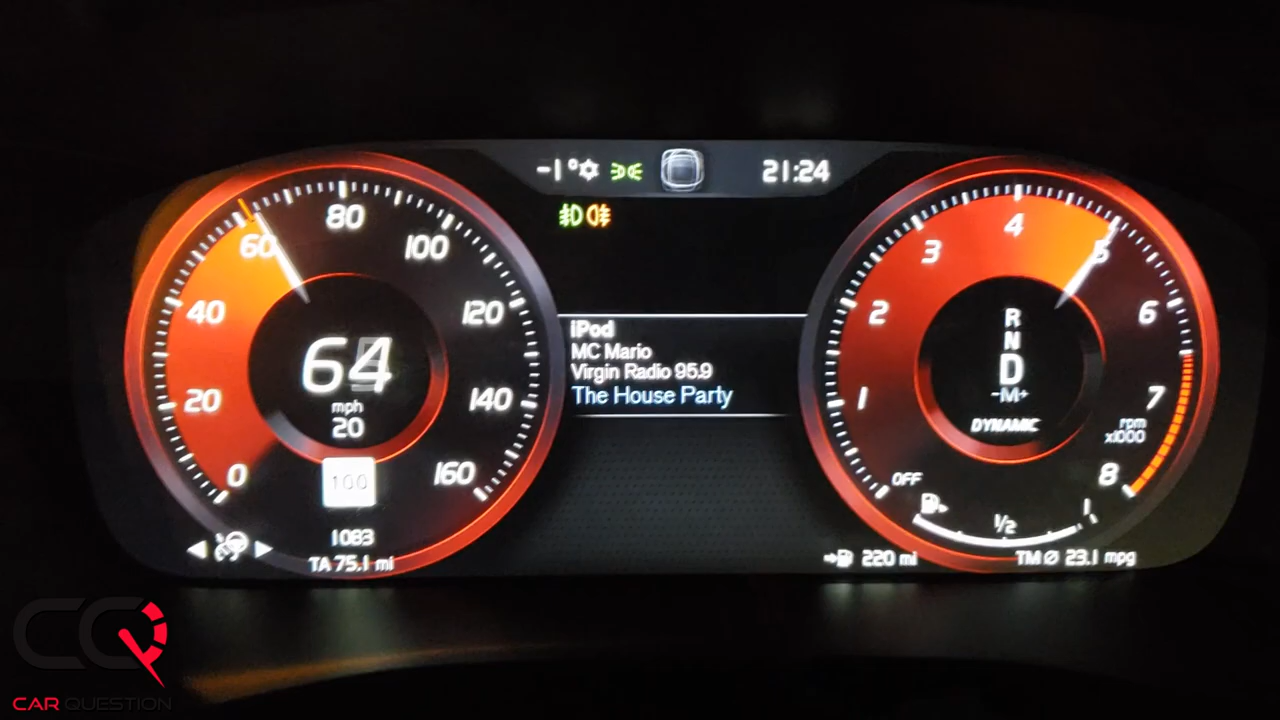 -1° 21:24
0 20 40 60 80 100 120 140 160
64
mph
20
100
1083
TA 75.1 mi
iPod
MC Mario
Virgin Radio 95.9
The House Party
OFF 1 2 3 4 5 6 7 8
rpm
x1000
R
N
D
-M+
DYNAMIC
1/2 1
220 mi
TM Ø 23.1 mpg
CQ
CAR QUESTION